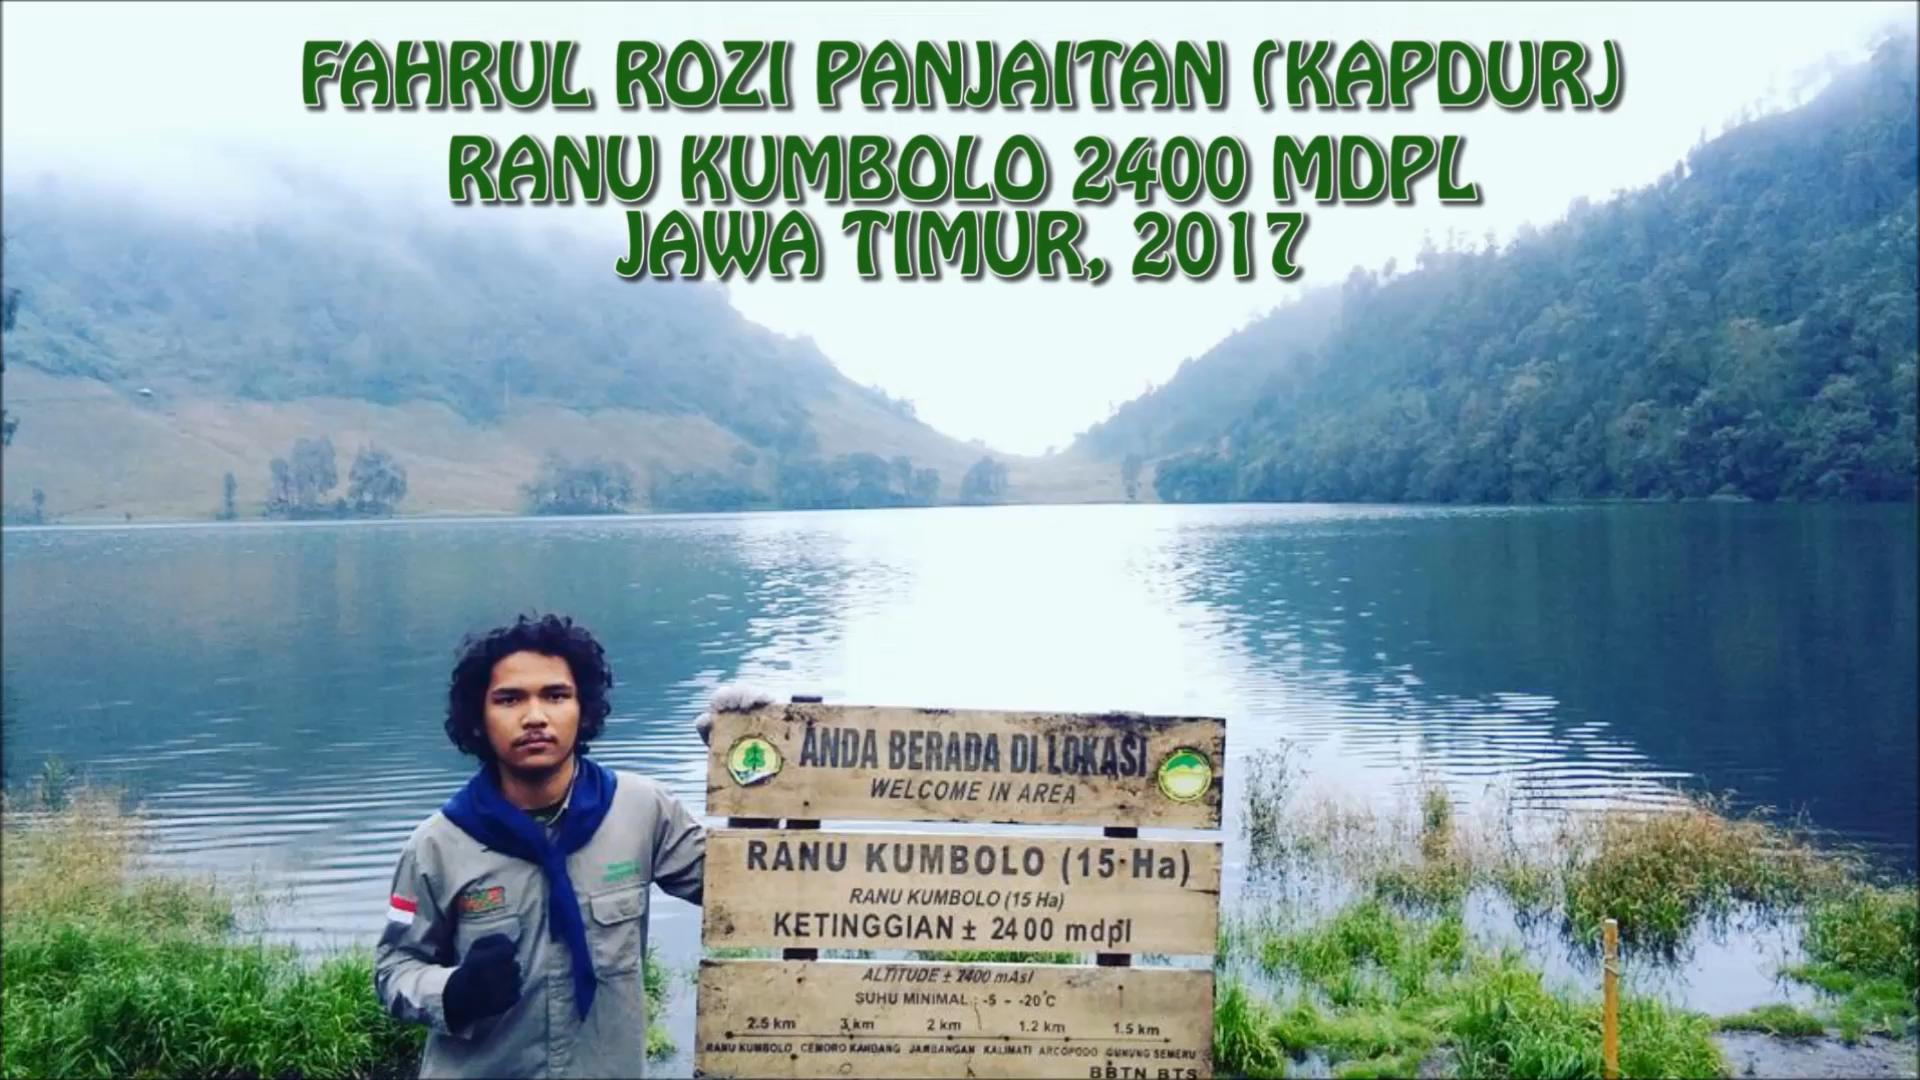 FAHRUL ROZI PANJAITAN (KAPDUR)
RANU KUMBOLO 2400 MDPL
JAWA TIMUR, 2017
ANDA BERADA DI LOKASI
WELCOME IN AREA
RANU KUMBOLO (15 Ha)
RANU KUMBOLO (15 Ha)
KETINGGIAN ± 2400 mdpl
ALTITUDE ± 2400 mAsl
SUHU MINIMAL : -5 - -20°C
2.5 km 3 km 2 km 1.2 km 1.5 km
RANU KUMBOLO CEMORO KANDANG JAMBANGAN KALIMATI ARCOPODO GUNUNG SEMERU
BBTN BTS